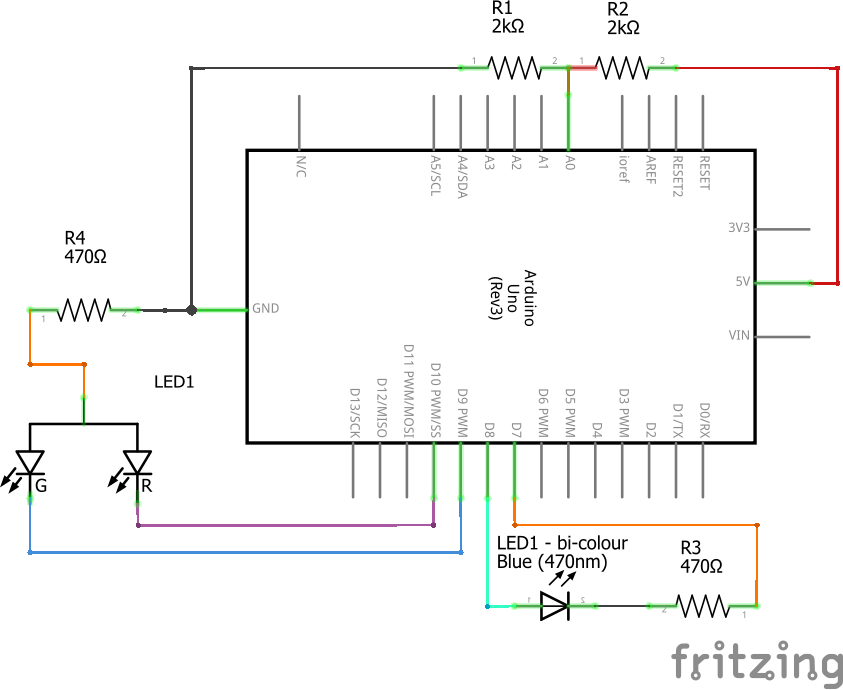 R1
2kΩ
R2
2kΩ
1
2
1
2
N/C
A5/SCL
A4/SDA
A3
A2
A1
A0
ioref
AREF
RESET2
RESET
3V3
5V
VIN
R4
470Ω
1
2
GND
Arduino
Uno
(Rev3)
LED1
G
R
D13/SCK
D12/MISO
D11 PWM/MOSI
D10 PWM/SS
D9 PWM
D8
D7
D6 PWM
D5 PWM
D4
D3 PWM
D2
D1/TX
D0/RX
LED1 - bi-colour
Blue (470nm)
1
2
R3
470Ω
2
1
fritzing